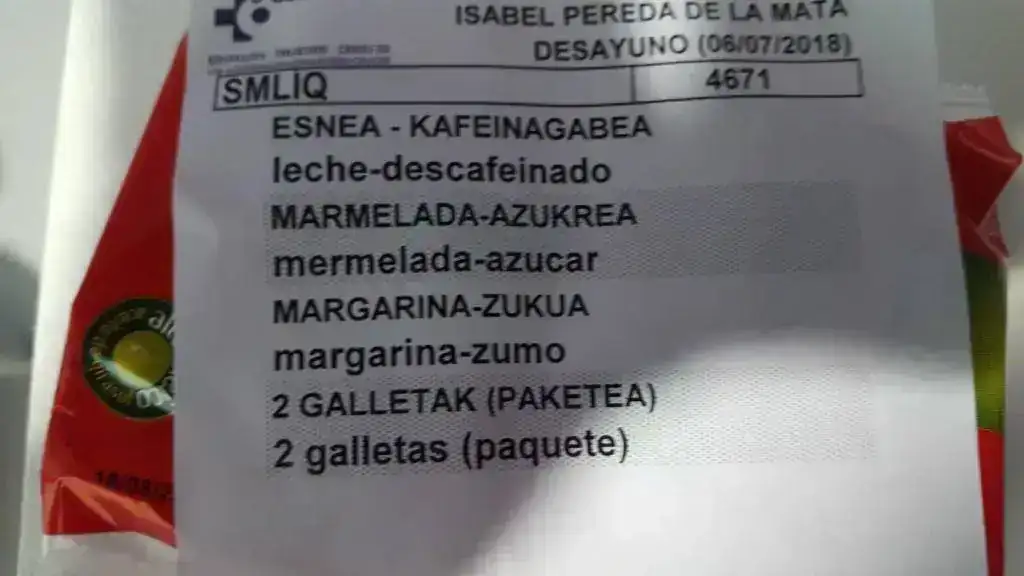 ISABEL PEREDA DE LA MATA
DESAYUNO (06/07/2018)
SMLIQ 4671
ESNEA - KAFEINAGABEA
leche-descafeinado
MARMELADA-AZUKREA
mermelada-azucar
MARGARINA-ZUKUA
margarina-zumo
2 GALLETAK (PAKETEA)
2 galletas (paquete)